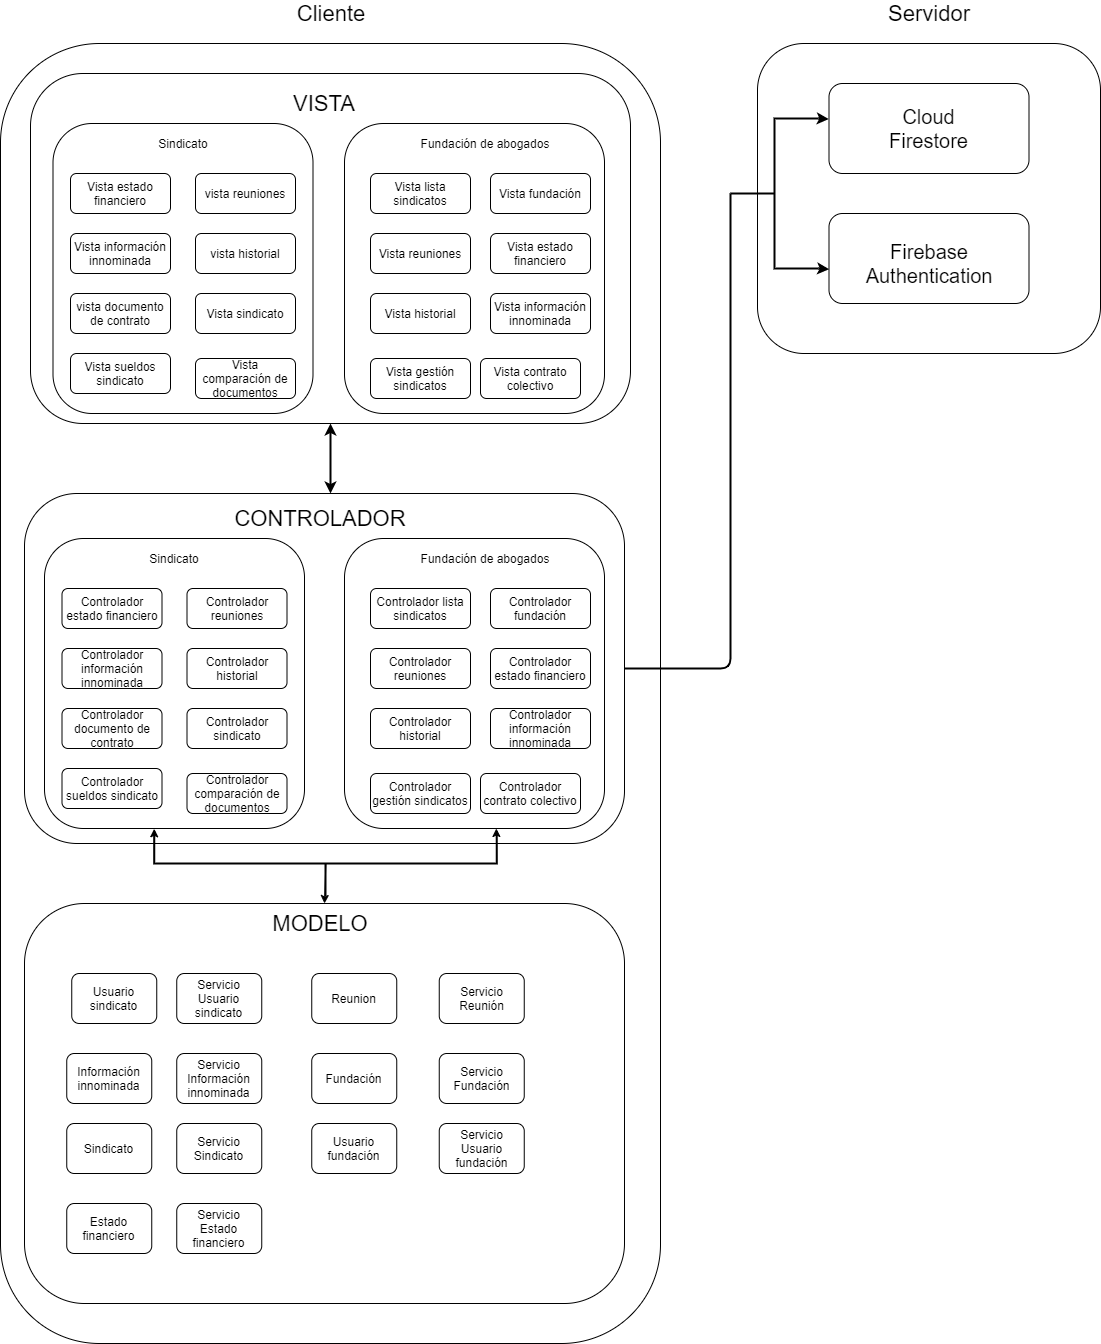 Cliente
Servidor
VISTA
Sindicato
Vista estado
financiero
vista reuniones
Vista información
innominada
vista historial
vista documento
de contrato
Vista sindicato
Vista sueldos
sindicato
Vista
comparación de
documentos
Fundación de abogados
Vista lista
sindicatos
Vista fundación
Vista reuniones
Vista estado
financiero
Vista historial
Vista información
innominada
Vista gestión
sindicatos
Vista contrato
colectivo
Cloud
Firestore
Firebase
Authentication
CONTROLADOR
Sindicato
Controlador
estado financiero
Controlador
reuniones
Controlador
información
innominada
Controlador
historial
Controlador
documento de
contrato
Controlador
sindicato
Controlador
sueldos sindicato
Controlador
comparación de
documentos
Fundación de abogados
Controlador lista
sindicatos
Controlador
fundación
Controlador
reuniones
Controlador
estado financiero
Controlador
historial
Controlador
información
innominada
Controlador
gestión sindicatos
Controlador
contrato colectivo
MODELO
Usuario
sindicato
Servicio
Usuario
sindicato
Reunion
Servicio
Reunión
Información
innominada
Servicio
Información
innominada
Fundación
Servicio
Fundación
Sindicato
Servicio
Sindicato
Usuario
fundación
Servicio
Usuario
fundación
Estado
financiero
Servicio
Estado
financiero